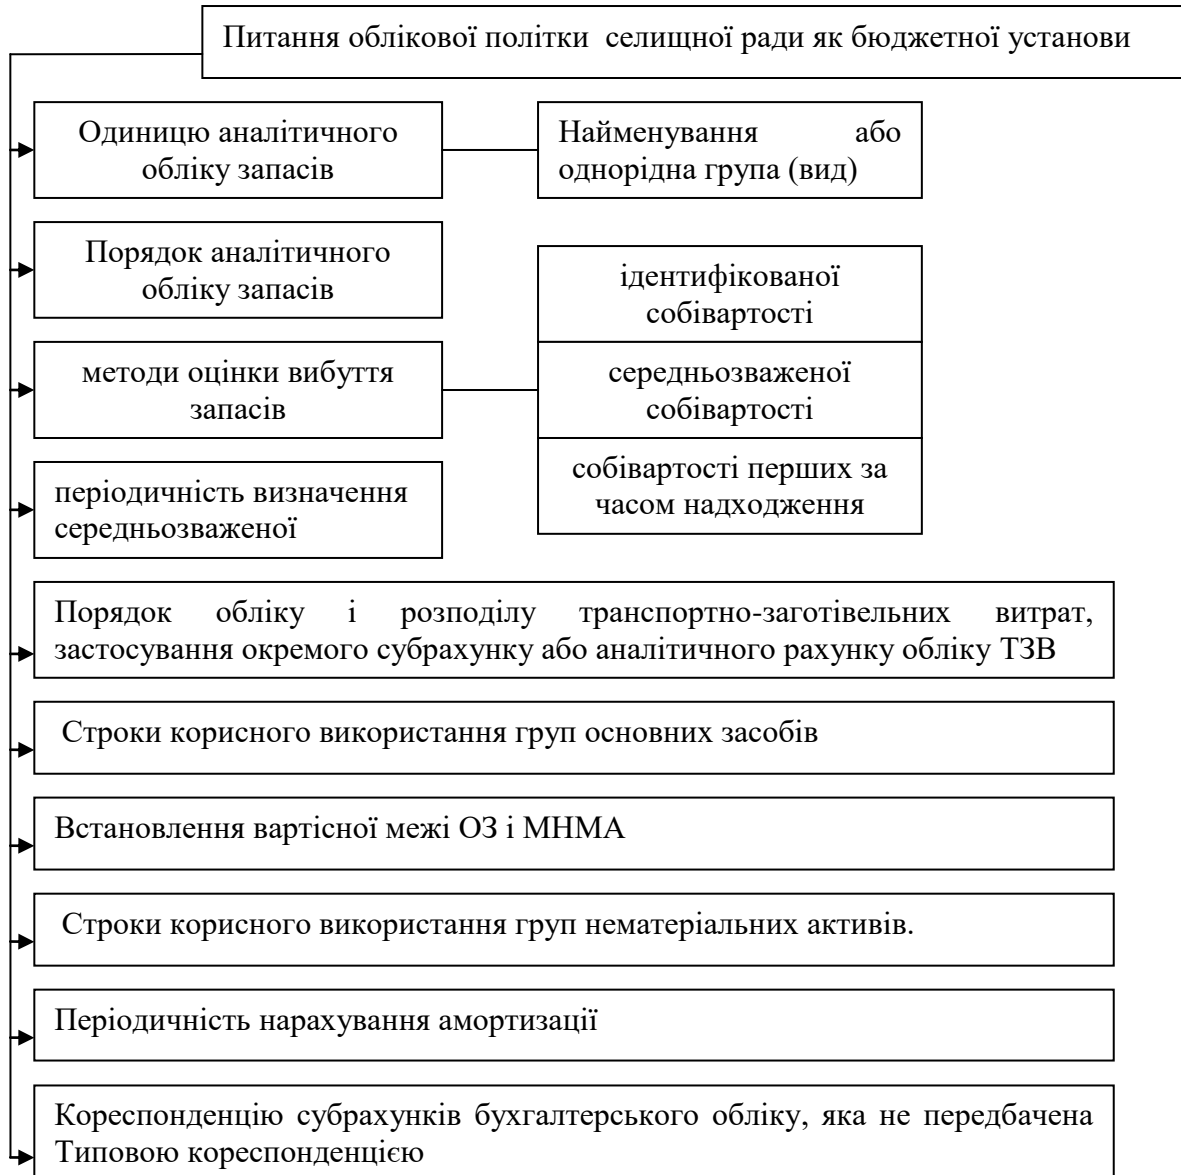 Питання облікової політки селищної ради як бюджетної установи
Одиницю аналітичного
обліку запасів
Найменування або
однорідна група (вид)
Порядок аналітичного
обліку запасів
ідентифікованої
собівартості
методи оцінки вибуття
запасів
середньозваженої
собівартості
собівартості перших за
часом надходження
періодичність визначення
середньозваженої
Порядок обліку і розподілу транспортно-заготівельних витрат,
застосування окремого субрахунку або аналітичного рахунку обліку ТЗВ
Строки корисного використання груп основних засобів
Встановлення вартісної межі ОЗ і МНМА
Строки корисного використання груп нематеріальних активів.
Періодичність нарахування амортизації
Кореспонденцію субрахунків бухгалтерського обліку, яка не передбачена
Типовою кореспонденцією